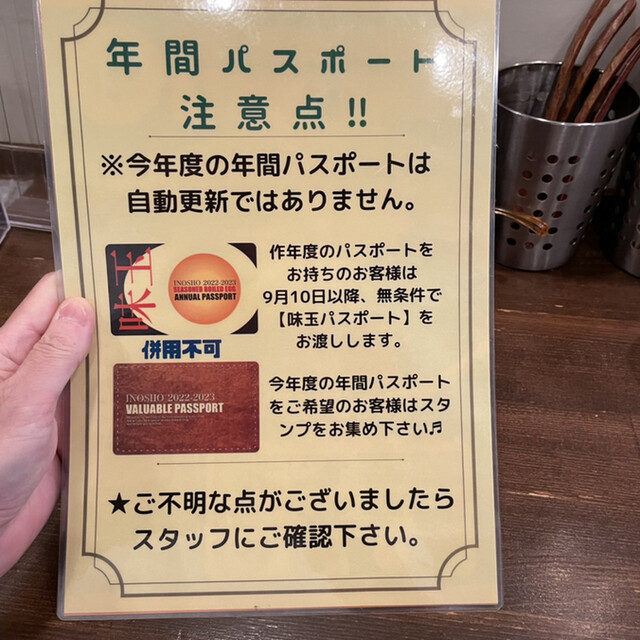 年間パスポート
注意点!!
※今年度の年間パスポートは
自動更新ではありません。
味玉
INOSHO 2022-2023
SEASONED BOILED EGG
ANNUAL PASSPORT
作年度のパスポートを
お持ちのお客様は
9月10日以降、無条件で
【味玉パスポート】を
お渡しします。
併用不可
INOSHO 2022-2023
VALUABLE PASSPORT
今年度の年間パスポート
をご希望のお客様はスタ
ンプをお集め下さい♬
★ご不明な点がございましたら
スタッフにご確認下さい。